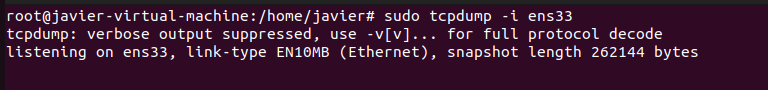 root@javier-virtual-machine:/home/javier# sudo tcpdump -i ens33
tcpdump: verbose output suppressed, use -v[v]... for full protocol decode
listening on ens33, link-type EN10MB (Ethernet), snapshot length 262144 bytes